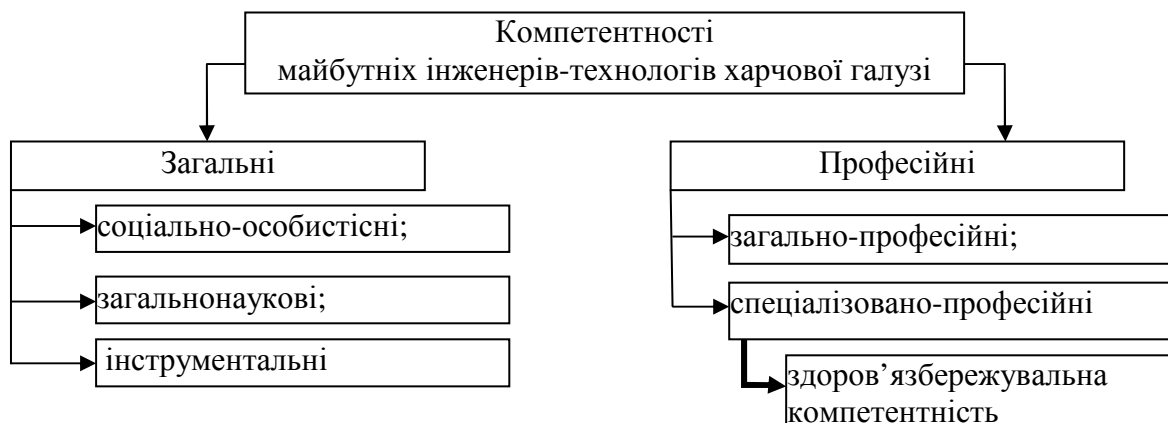 Компетентності
майбутніх інженерів-технологів харчової галузі
Загальні
соціально-особистісні;
загальнонаукові;
інструментальні
Професійні
загально-професійні;
спеціалізовано-професійні
здоров’язбережувальна
компетентність